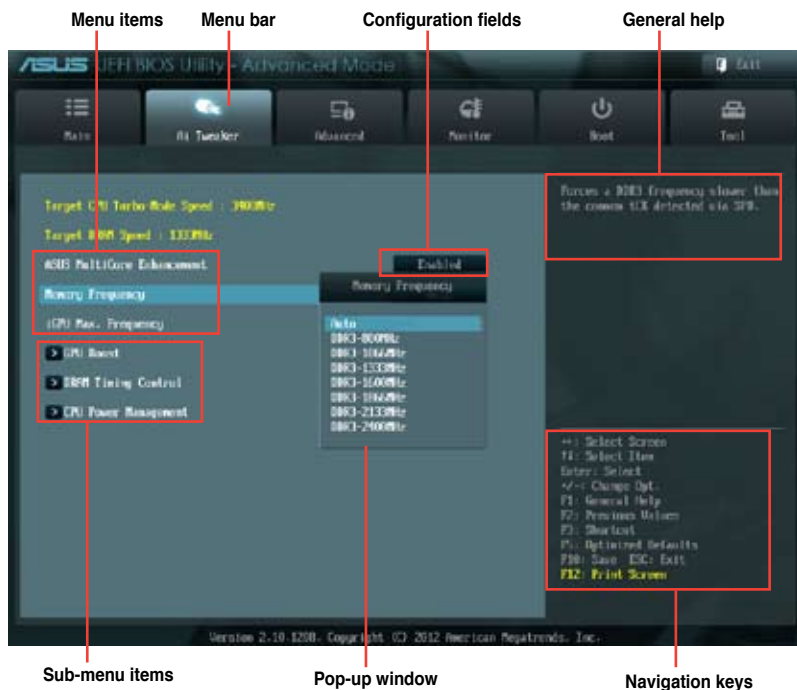 Menu items Menu bar Configuration fields General help
ASUS UEFI BIOS Utility - Advanced Mode Exit
Main Ai Tweaker Advanced Monitor Boot Tool
Target CPU Turbo Mode Speed : 3900MHz
Target DRAM Speed : 1333MHz
ASUS MultiCore Enhancement Enabled
Memory Frequency
iGPU Max. Frequency
GPU Boost
DRAM Timing Control
CPU Power Management
Memory Frequency
Auto
DDR3-800MHz
DDR3-1066MHz
DDR3-1333MHz
DDR3-1600MHz
DDR3-1866MHz
DDR3-2133MHz
DDR3-2400MHz
Forces a DDR3 frequency slower than
the common tCK detected via SPD.
Select Screen
Select Item
Enter: Select
+/-: Change Opt.
F1: General Help
F2: Previous Values
F3: Shortcut
F5: Optimized Defaults
F10: Save ESC: Exit
F12: Print Screen
Version 2.10.1208. Copyright (C) 2012 American Megatrends, Inc.
Sub-menu items Pop-up window Navigation keys